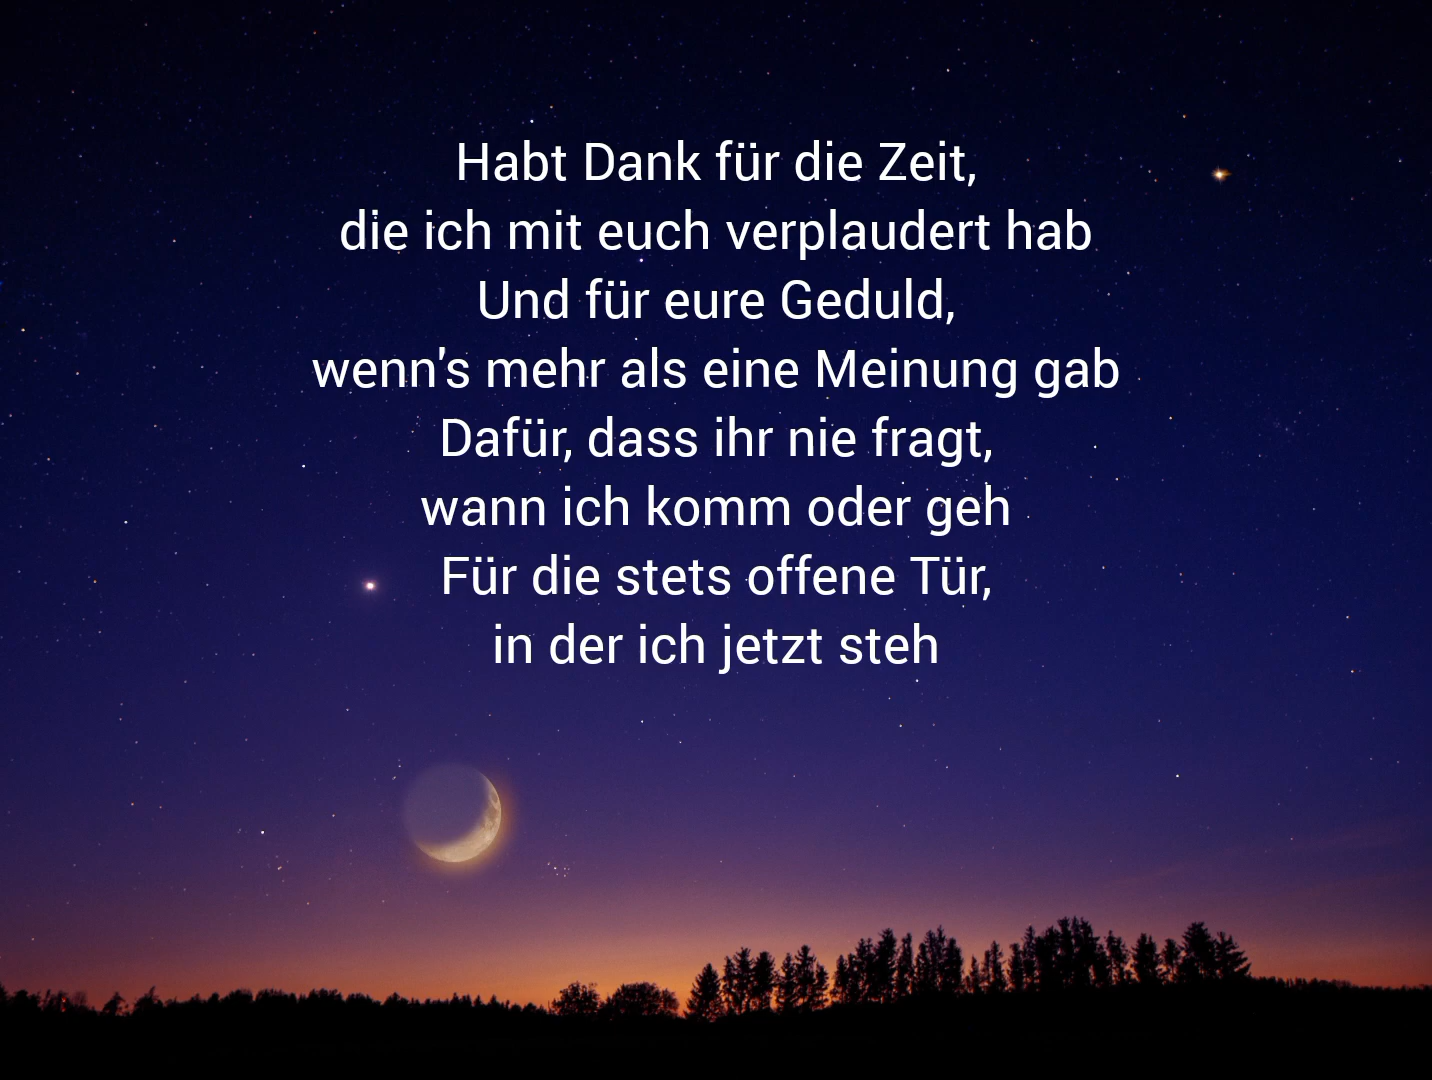 Habt Dank für die Zeit,
die ich mit euch verplaudert hab
Und für eure Geduld,
wenn's mehr als eine Meinung gab
Dafür, dass ihr nie fragt,
wann ich komm oder geh
Für die stets offene Tür,
in der ich jetzt steh